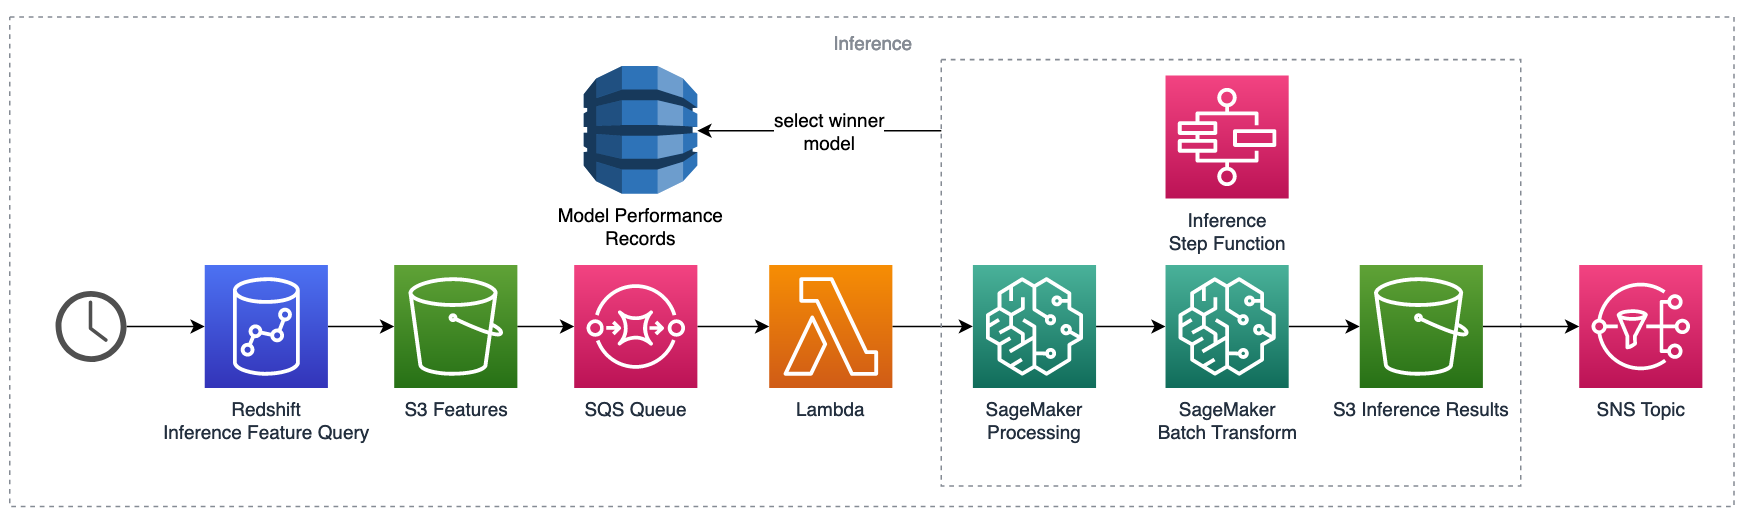 Inference
select winner
model
Model Performance
Records
Inference
Step Function
Redshift
Inference Feature Query
S3 Features
SQS Queue
Lambda
SageMaker
Processing
SageMaker
Batch Transform
S3 Inference Results
SNS Topic